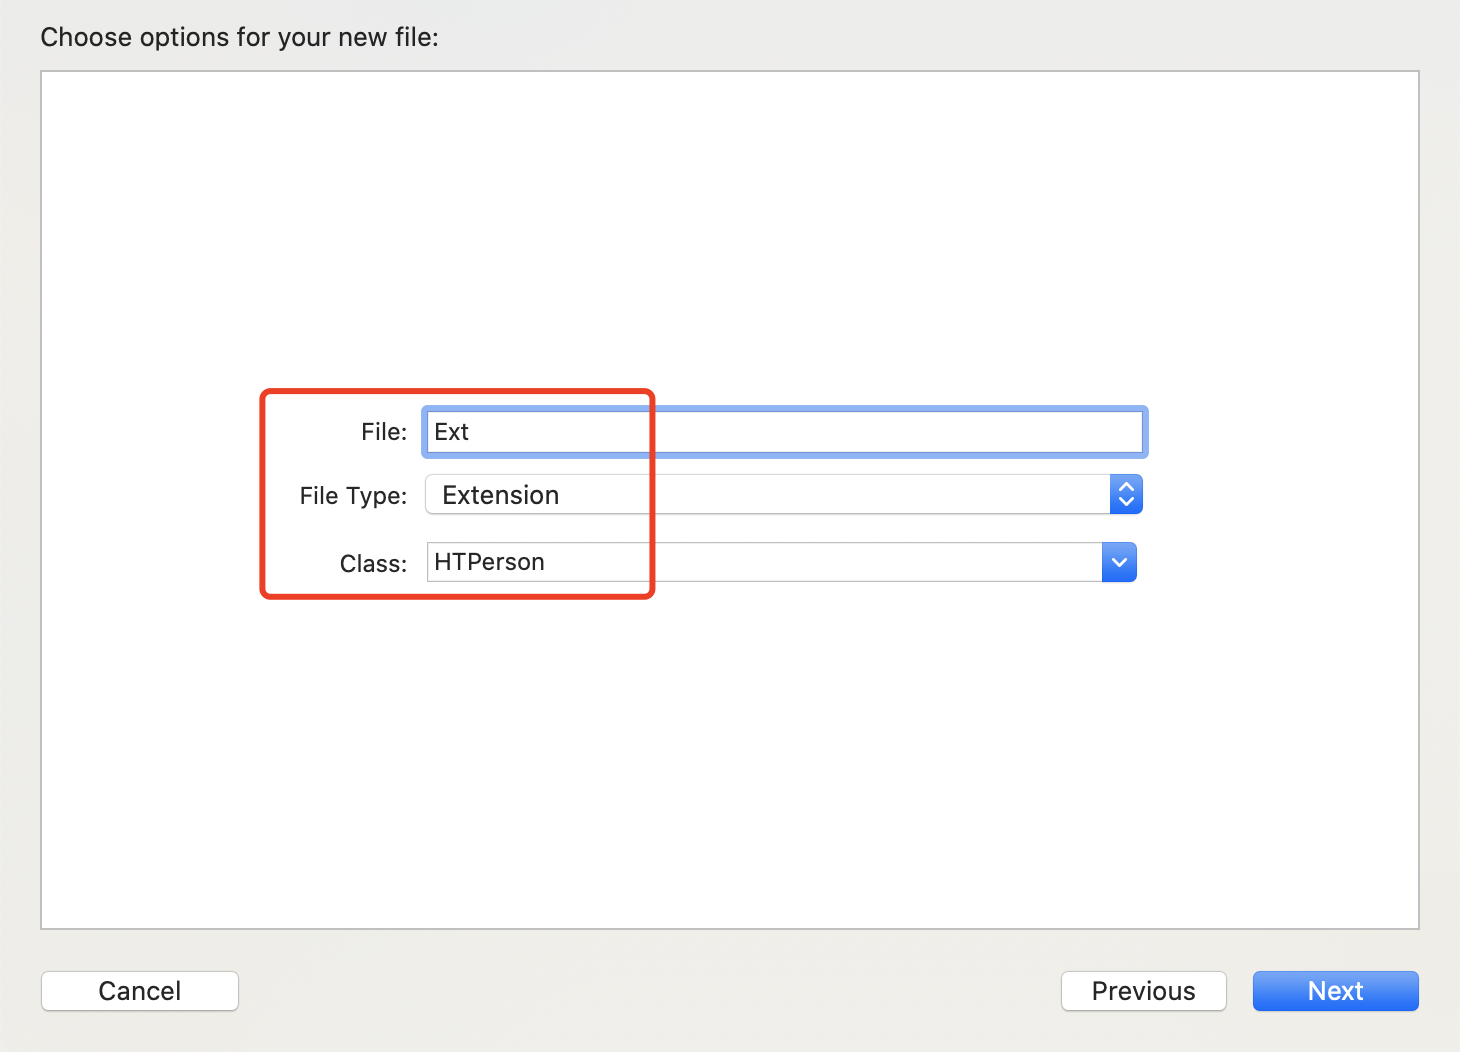 Choose options for your new file:
File: Ext
File Type: Extension
Class: HTPerson
Cancel Previous Next